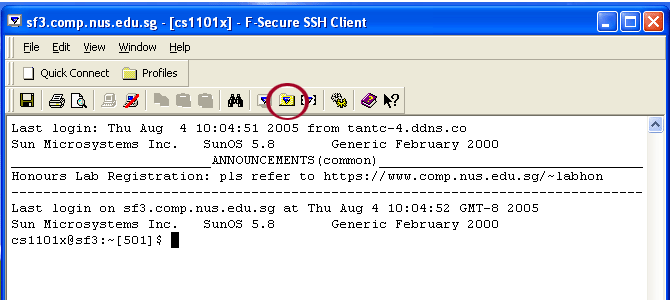 sf3.comp.nus.edu.sg - [cs1101x] - F-Secure SSH Client
File Edit View Window Help
Quick Connect Profiles
Last login: Thu Aug  4 10:04:51 2005 from tantc-4.ddns.co
Sun Microsystems Inc.   SunOS 5.8       Generic February 2000
ANNOUNCEMENTS(common)
Honours Lab Registration: pls refer to https://www.comp.nus.edu.sg/~labhon
Last login on sf3.comp.nus.edu.sg at Thu Aug 4 10:04:52 GMT-8 2005
Sun Microsystems Inc.   SunOS 5.8       Generic February 2000
cs1101x@sf3:~[501]$